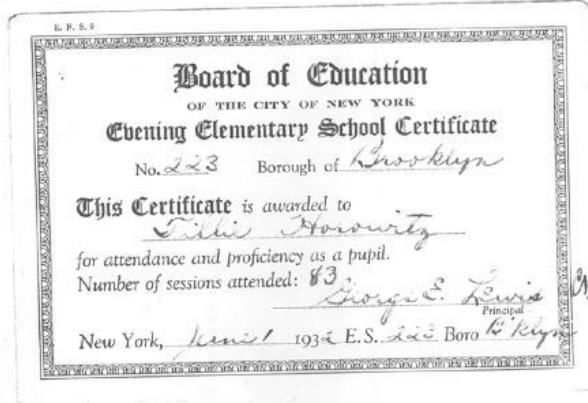 E. F. S. 9
Board of Education
OF THE CITY OF NEW YORK
Evening Elementary School Certificate
No. 223 Borough of Brooklyn
This Certificate is awarded to
Tillie Horowitz
for attendance and proficiency as a pupil.
Number of sessions attended: 83
George E. Lewis
Principal
New York, June 1 1932 E.S. Boro B'klyn